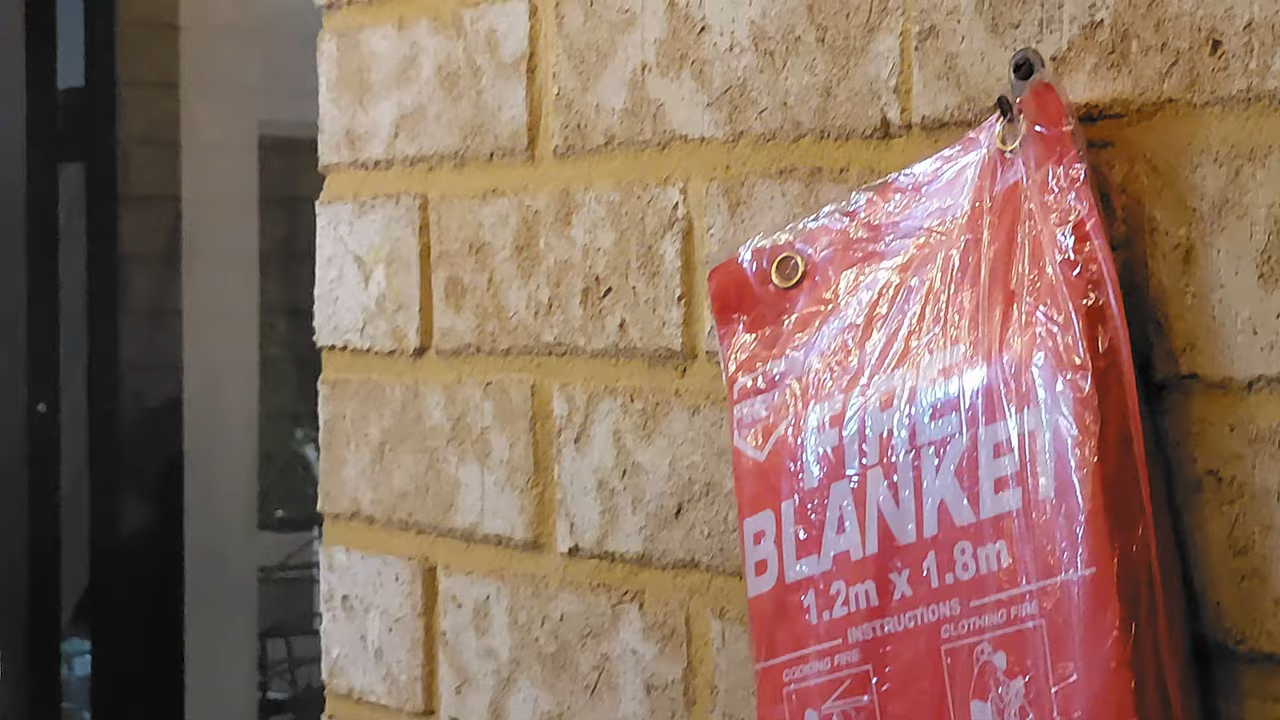 FIRE
BLANKET
1.2m x 1.8m
INSTRUCTIONS
COOKING FIRE
CLOTHING FIRE